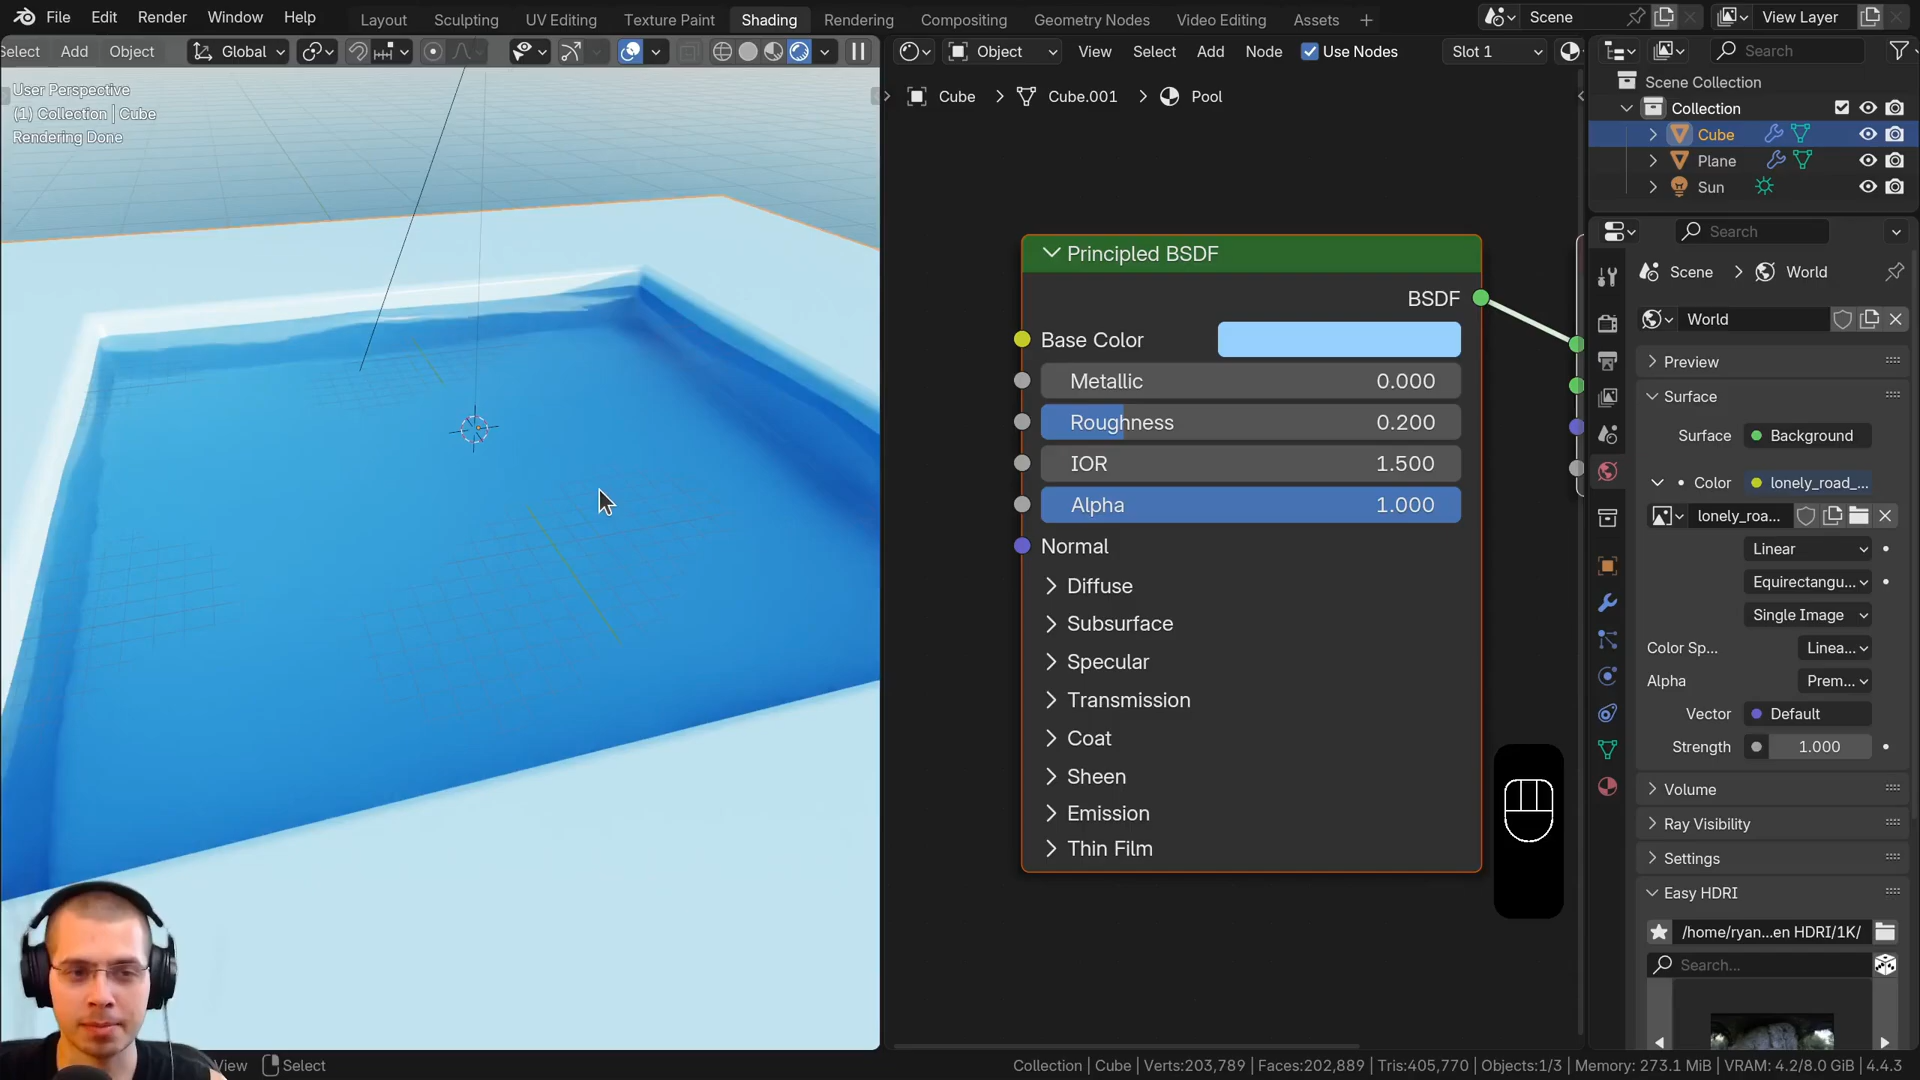 File Edit Render Window Help Layout Sculpting UV Editing Texture Paint Shading Rendering Compositing Geometry Nodes Video Editing Assets Scene View Layer
Select Add Object Global Object View Select Add Node Use Nodes Slot 1 Search
User Perspective
(1) Collection | Cube
Rendering Done
Cube Cube.001 Pool
Principled BSDF
BSDF
Base Color
Metallic 0.000
Roughness 0.200
IOR 1.500
Alpha 1.000
Normal
Diffuse
Subsurface
Specular
Transmission
Coat
Sheen
Emission
Thin Film
Scene Collection
Collection
Cube
Plane
Sun
Search
Scene World
World
Preview
Surface
Surface Background
Color lonely_road_...
lonely_roa...
Linear
Equirectangu...
Single Image
Color Sp... Linea...
Alpha Prem...
Vector Default
Strength 1.000
Volume
Ray Visibility
Settings
Easy HDRI
/home/ryan...en HDRI/1K/
Search...
View Select Collection | Cube | Verts:203,789 | Faces:202,889 | Tris:405,770 | Objects:1/3 | Memory: 273.1 MiB | VRAM: 4.2/8.0 GiB | 4.4.3